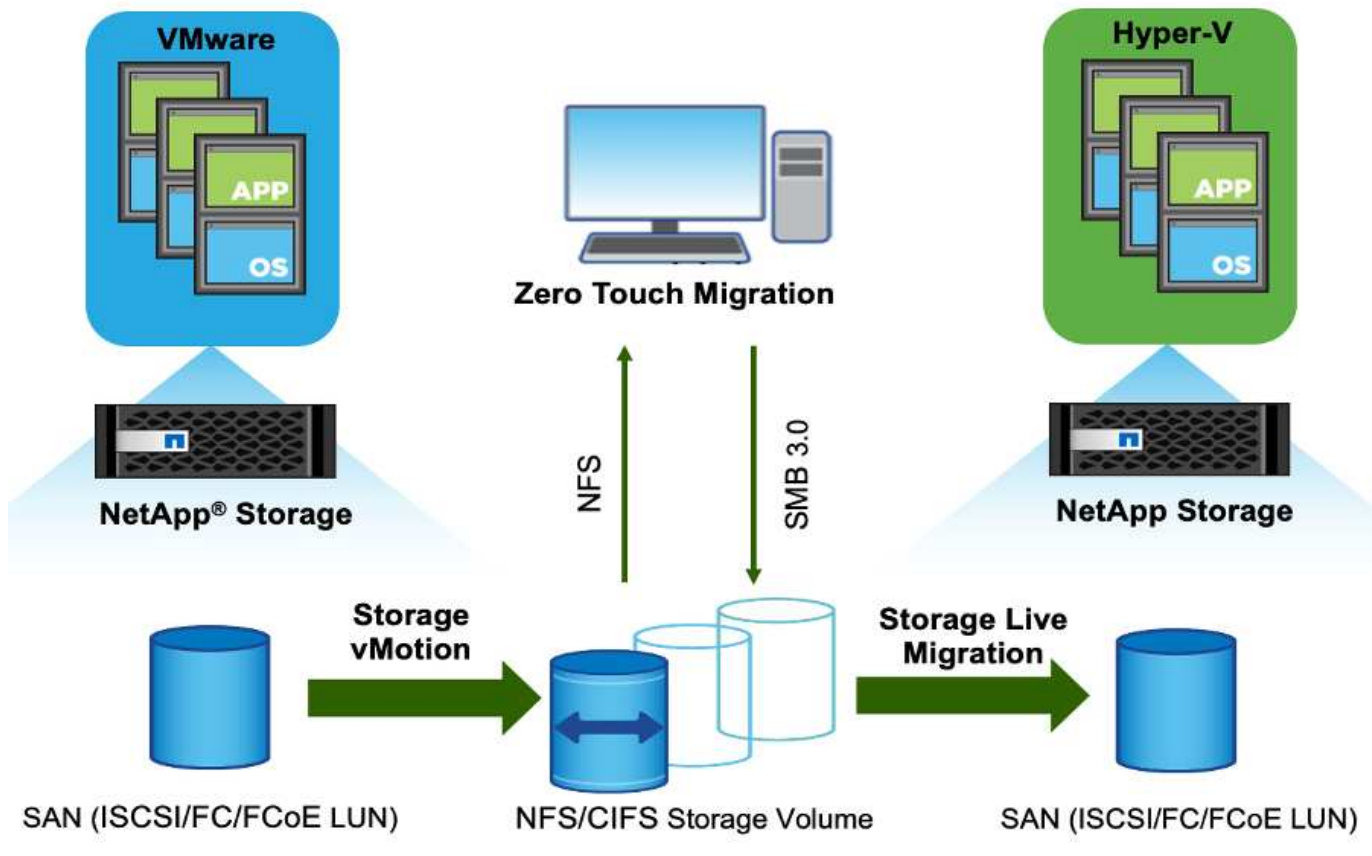 VMware
Hyper-V
APP
OS
APP
OS
Zero Touch Migration
NetApp® Storage
NetApp Storage
NFS
SMB 3.0
Storage
vMotion
Storage Live
Migration
SAN (ISCSI/FC/FCoE LUN)
NFS/CIFS Storage Volume
SAN (ISCSI/FC/FCoE LUN)